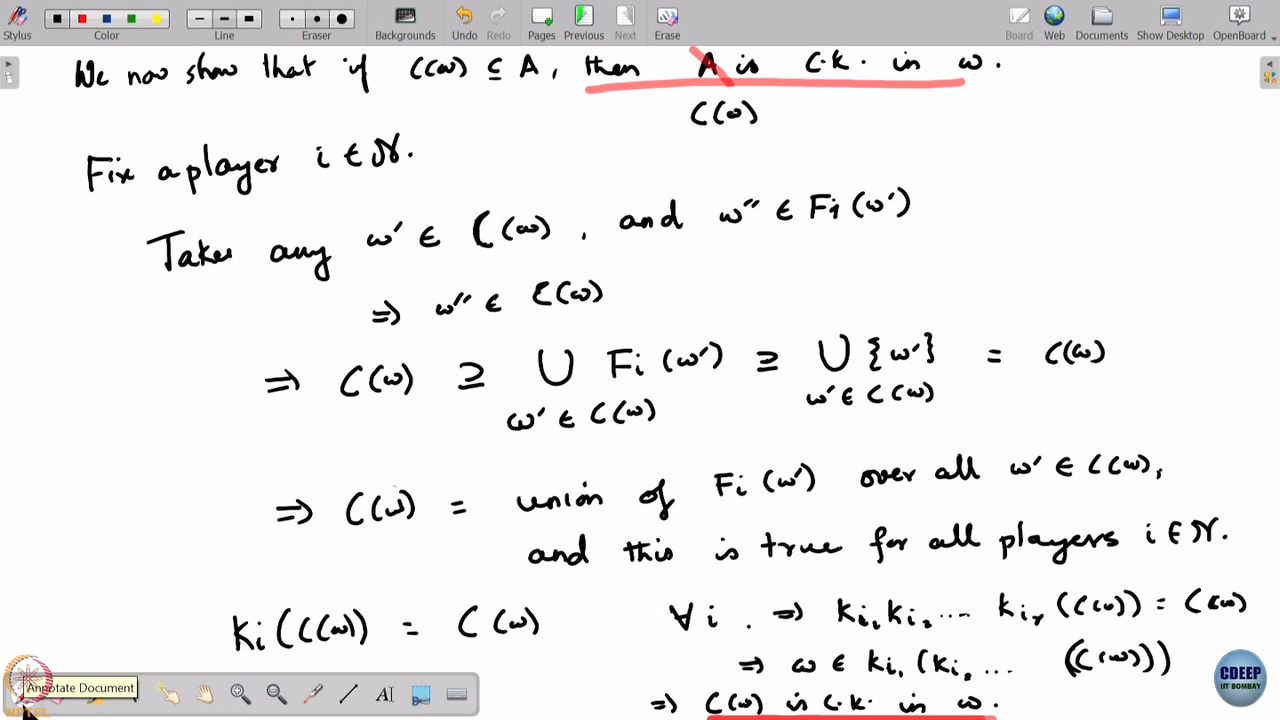 Stylus Color Line Eraser Backgrounds Undo Redo Pages Previous Next Erase Board Web Documents Show Desktop OpenBoard
We now show that if C(ω) ⊆ A, then A is C.K. in ω.
C(ω)
Fix a player i ∈ N.
Take any ω' ∈ C(ω), and ω'' ∈ Fi(ω')
⇒ ω'' ∈ C(ω)
⇒ C(ω) ⊇ ∪ Fi(ω') ⊇ ∪ {ω'} = C(ω)
ω' ∈ C(ω) ω' ∈ C(ω)
⇒ C(ω) = union of Fi(ω') over all ω' ∈ C(ω),
and this is true for all players i ∈ N.
Ki(C(ω)) = C(ω) ∀ i. ⇒ Ki₁Ki₂.... Kiᵣ(C(ω)) = C(ω)
⇒ ω ∈ Ki₁(Ki₂... (C(ω)))
⇒ C(ω) is C.K. in ω.
Annotate Document
NPTEL
CDEEP
IIT BOMBAY